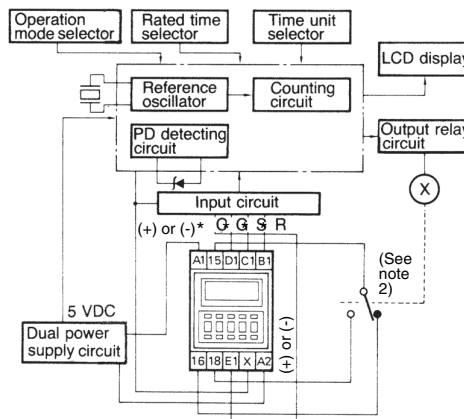 Operation
mode selector
Rated time
selector
Time unit
selector
LCD display
Reference
oscillator
Counting
circuit
PD detecting
circuit
Output relay
circuit
X
Input circuit
(+) or (-)* G G S R
A1 15 D1 C1 B1
(See
note
2)
5 VDC
Dual power
supply circuit
(+) or (-)
16 18 E1 X A2